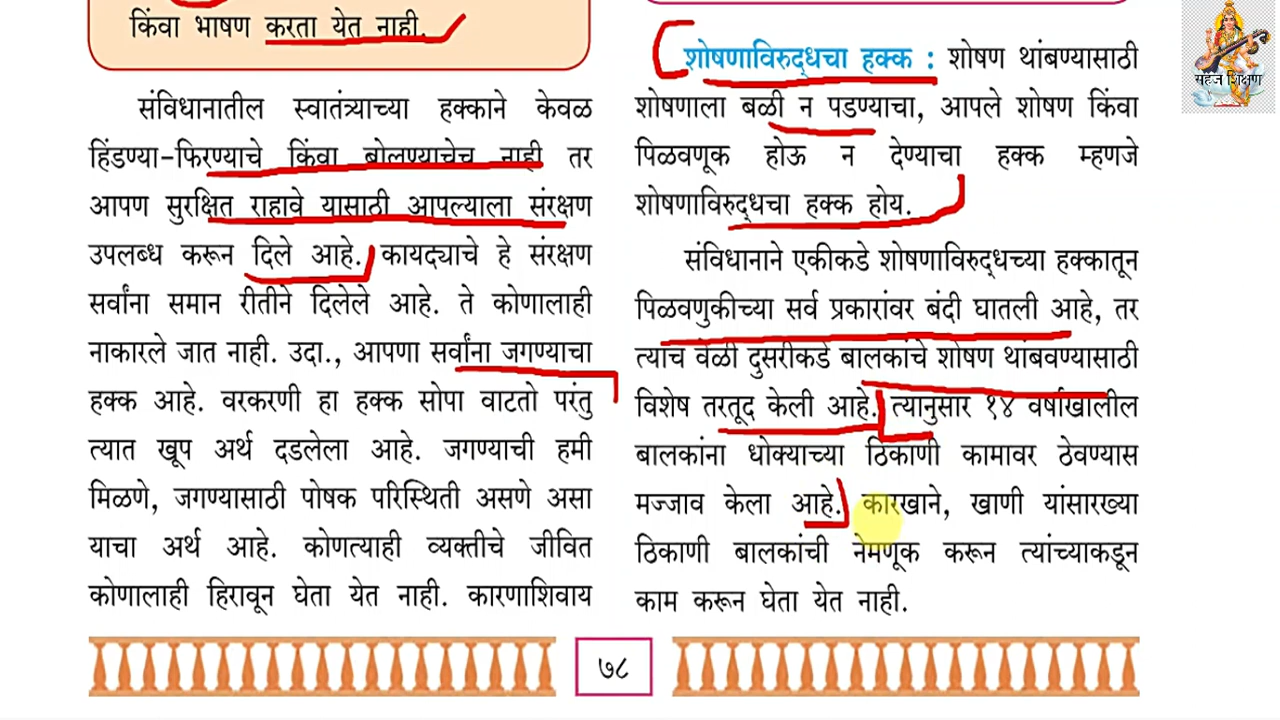 किंवा भाषण करता येत नाही.
संविधानातील स्वातंत्र्याच्या हक्काने केवळ
हिंडण्या-फिरण्याचे किंवा बोलण्याचेच नाही तर
आपण सुरक्षित राहावे यासाठी आपल्याला संरक्षण
उपलब्ध करून दिले आहे. कायद्याचे हे संरक्षण
सर्वांना समान रीतीने दिलेले आहे. ते कोणालाही
नाकारले जात नाही. उदा., आपणा सर्वांना जगण्याचा
हक्क आहे. वरकरणी हा हक्क सोपा वाटतो परंतु
त्यात खूप अर्थ दडलेला आहे. जगण्याची हमी
मिळणे, जगण्यासाठी पोषक परिस्थिती असणे असा
याचा अर्थ आहे. कोणत्याही व्यक्तीचे जीवित
कोणालाही हिरावून घेता येत नाही. कारणाशिवाय
शोषणाविरुद्धचा हक्क : शोषण थांबण्यासाठी
शोषणाला बळी न पडण्याचा, आपले शोषण किंवा
पिळवणूक होऊ न देण्याचा हक्क म्हणजे
शोषणाविरुद्धचा हक्क होय.
संविधानाने एकीकडे शोषणाविरुद्धच्या हक्कातून
पिळवणुकीच्या सर्व प्रकारांवर बंदी घातली आहे, तर
त्याच वेळी दुसरीकडे बालकांचे शोषण थांबवण्यासाठी
विशेष तरतूद केली आहे. त्यानुसार १४ वर्षाखालील
बालकांना धोक्याच्या ठिकाणी कामावर ठेवण्यास
मज्जाव केला आहे. कारखाने, खाणी यांसारख्या
ठिकाणी बालकांची नेमणूक करून त्यांच्याकडून
काम करून घेता येत नाही.
७८
सहज शिक्षण